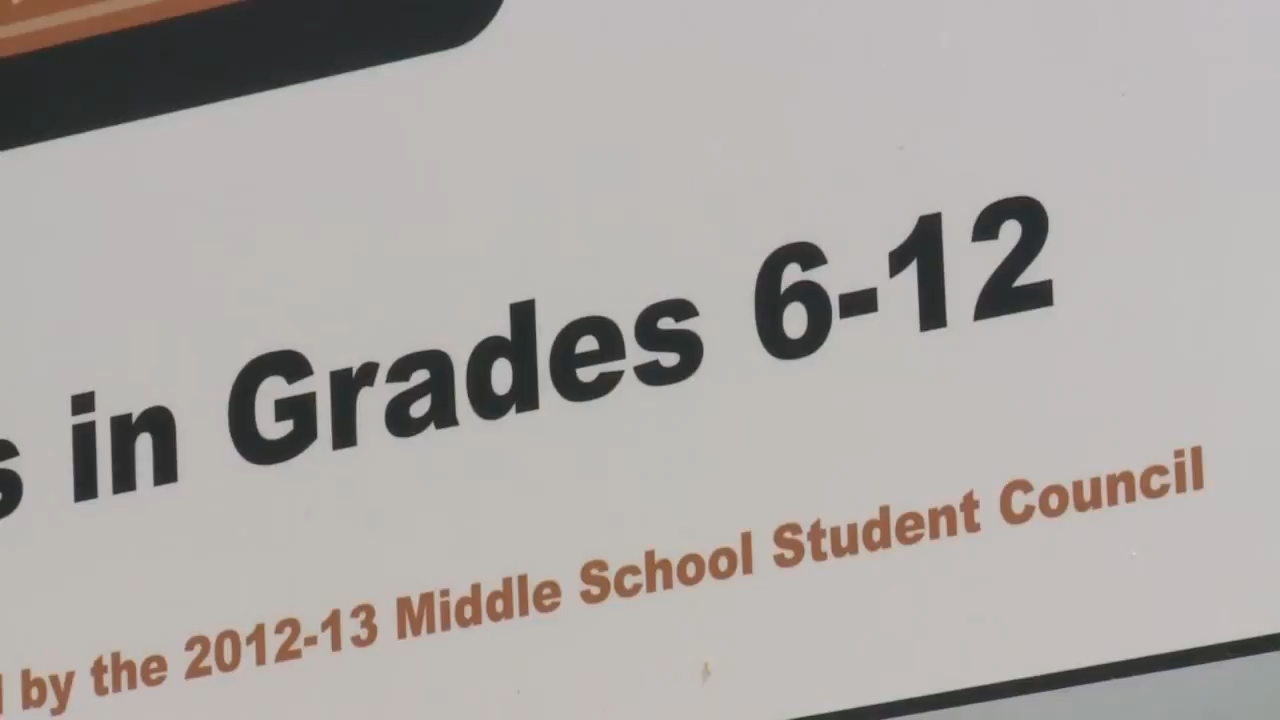 in Grades 6-12
by the 2012-13 Middle School Student Council